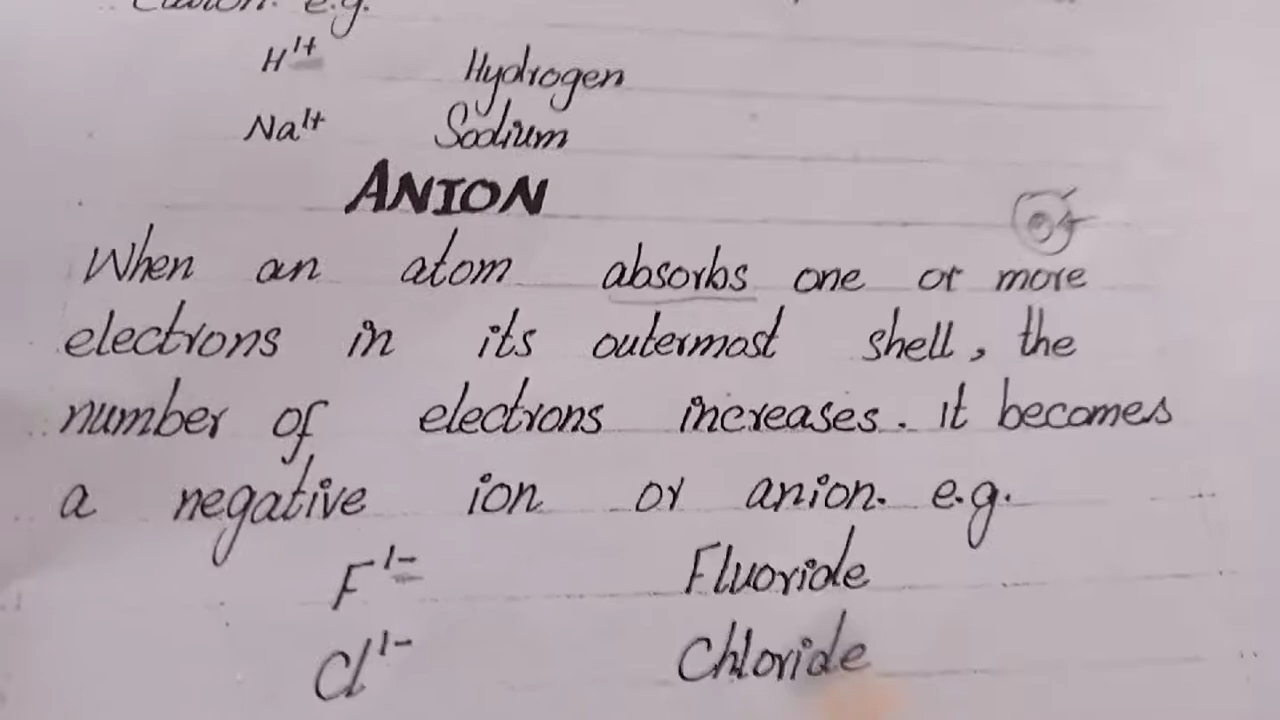 Cation. e.g.
H¹⁺ Hydrogen
Na¹⁺ Sodium
ANION
When an atom absorbs one or more
electrons in its outermost shell, the
number of electrons increases. it becomes
a negative ion or anion. e.g.
F¹⁻ Fluoride
Cl¹⁻ Chloride